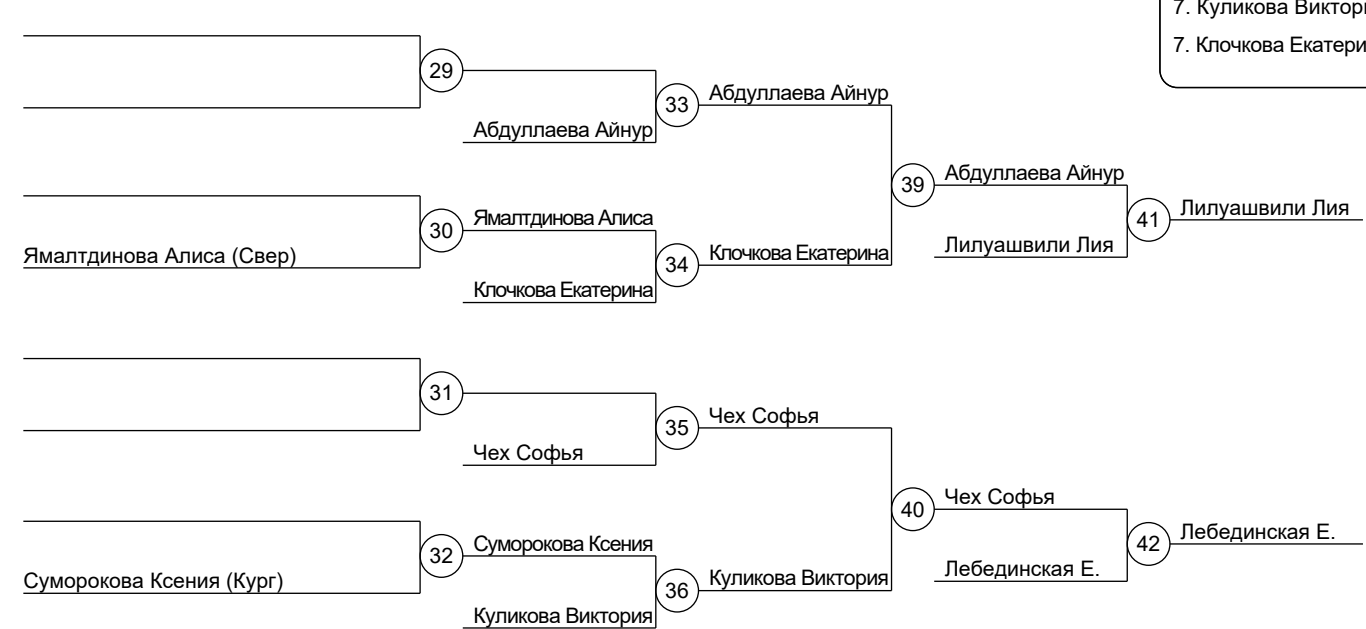 7. Куликова
7. Клочкова
29
33
Абдуллаева Айнур
Абдуллаева Айнур
39
Абдуллаева Айнур
41
Лилуашвили Лия
30
Ямалтдинова Алиса
Ямалтдинова Алиса (Свер)
34
Клочкова Екатерина
Лилуашвили Лия
Клочкова Екатерина
31
35
Чех Софья
Чех Софья
40
Чех Софья
42
Лебединская Е.
32
Суморокова Ксения
Суморокова Ксения (Кург)
36
Куликова Виктория
Лебединская Е.
Куликова Виктория